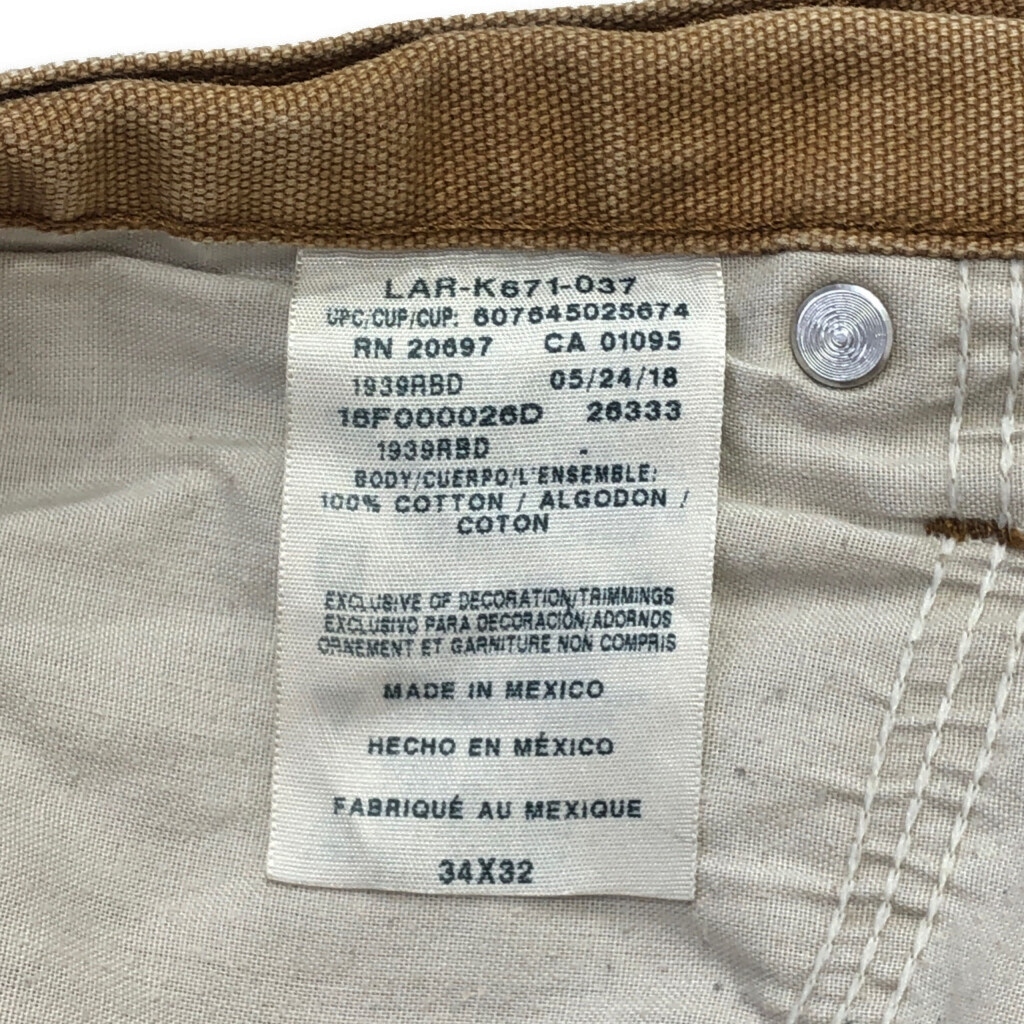 LAR-K671-037
UPC/CUP/CUP: 607645025674
RN 20697 CA 01095
1939RBD 05/24/18
18F000026D 26333
1939RBD -
BODY/CUERPO/L'ENSEMBLE:
100% COTTON / ALGODON /
COTON
EXCLUSIVE OF DECORATION/TRIMMINGS
EXCLUSIVO PARA DECORACIÓN/ADORNOS
ORNEMENT ET GARNITURE NON COMPRIS
MADE IN MEXICO
HECHO EN MÉXICO
FABRIQUÉ AU MEXIQUE
34X32